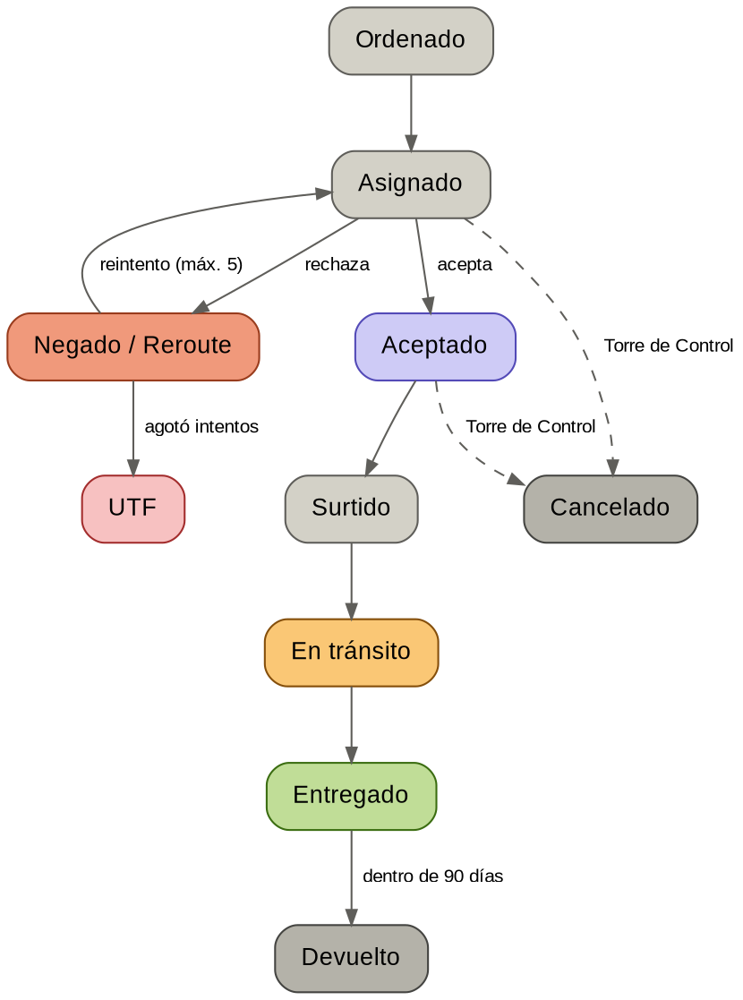 Ordenado
Asignado
reintento (máx. 5)
rechaza
acepta
Negado / Reroute
Aceptado
Torre de Control
agotó intentos
Torre de Control
UTF
Surtido
Cancelado
En tránsito
Entregado
dentro de 90 días
Devuelto